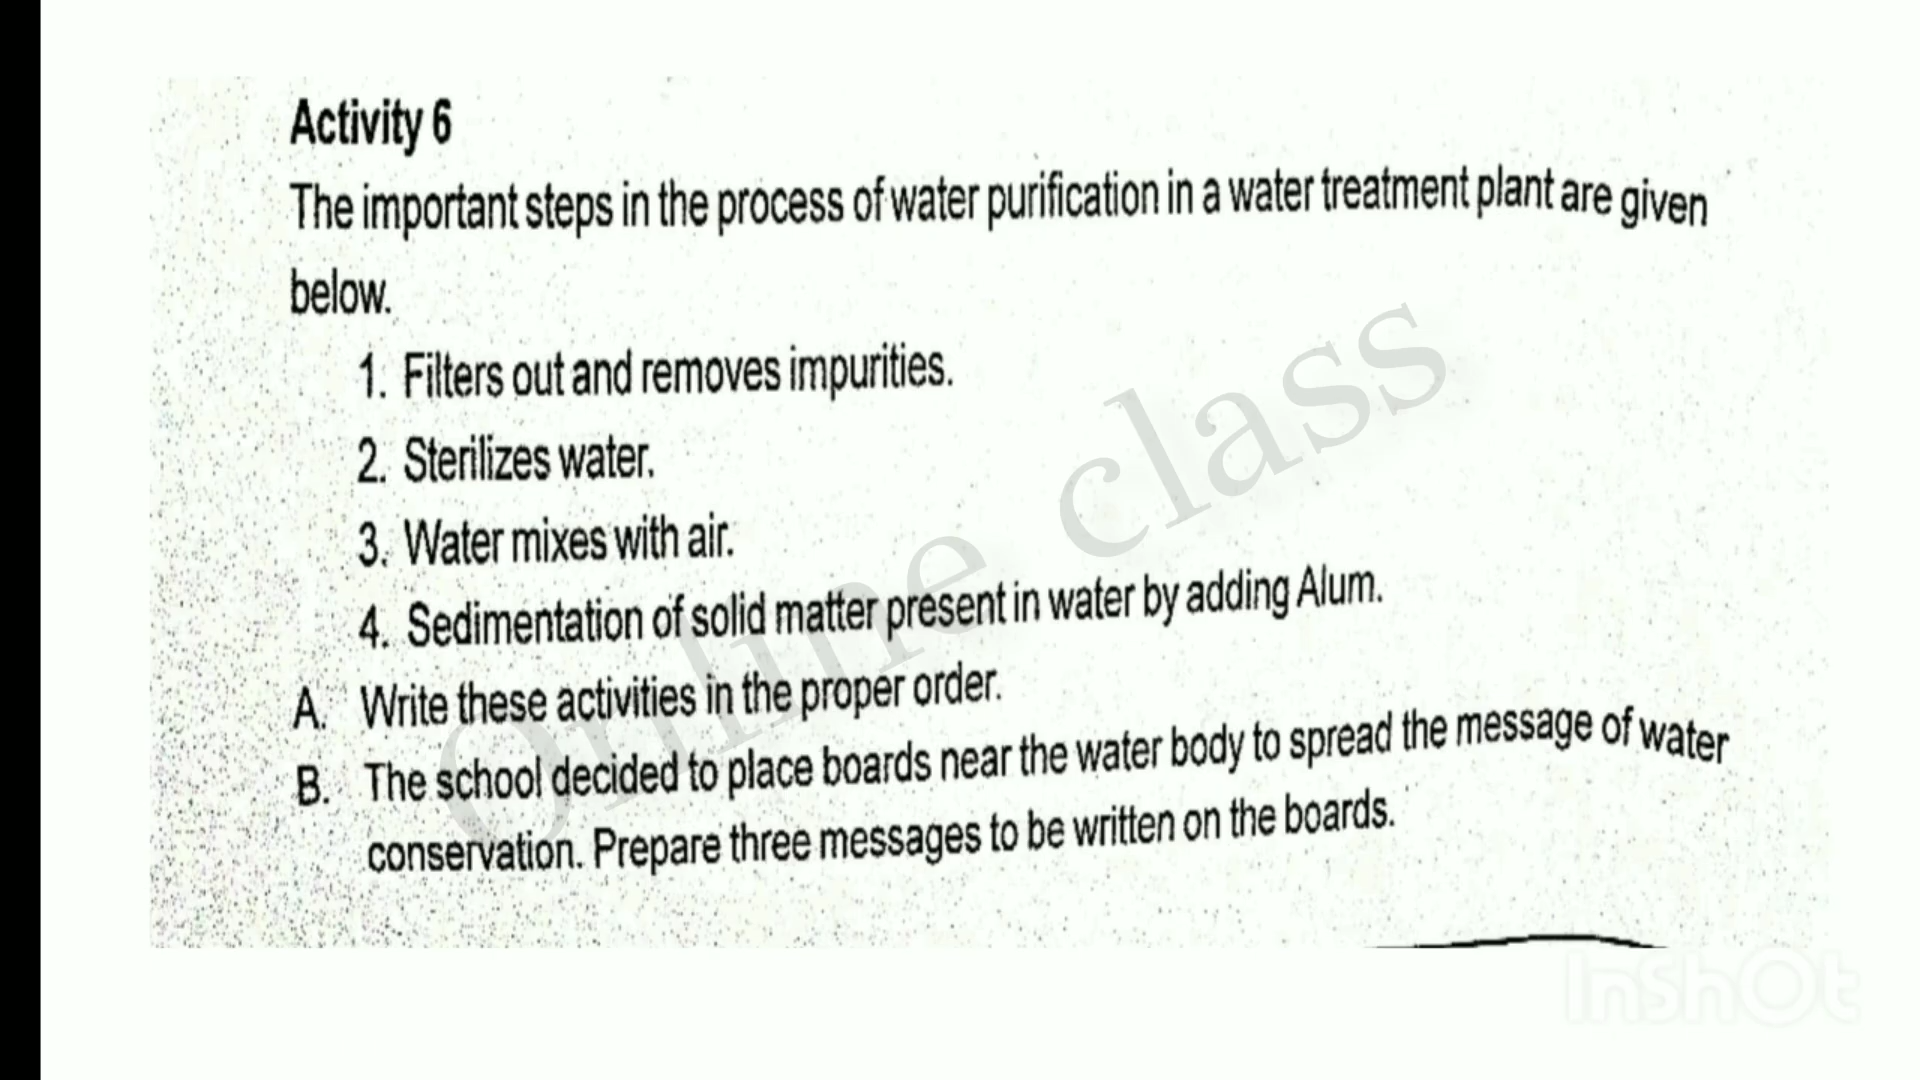 Activity 6
The important steps in the process of water purification in a water treatment plant are given
below.
1. Filters out and removes impurities.
2. Sterilizes water.
3. Water mixes with air.
4. Sedimentation of solid matter present in water by adding Alum.
A. Write these activities in the proper order.
B. The school decided to place boards near the water body to spread the message of water
conservation. Prepare three messages to be written on the boards.
Online class
InShOt